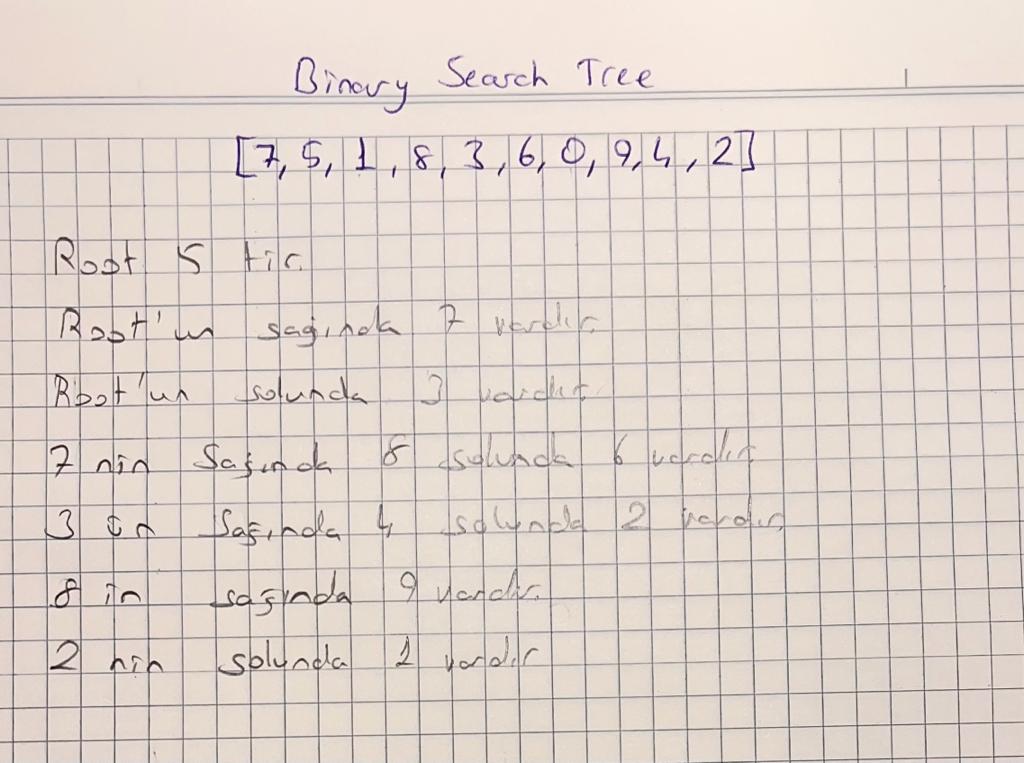 Binary Search Tree
[7, 5, 1, 8, 3, 6, 0, 9, 4, 2]
Root 5 tir.
Root'un sağında 7 vardır.
Root'un solunda 3 vardır.
7 nin Sağında 8 solunda 6 vardır
3 ün Sağında 4 solunda 2 vardır
8 in sağında 9 vardır.
2 nin solunda 1 vardır